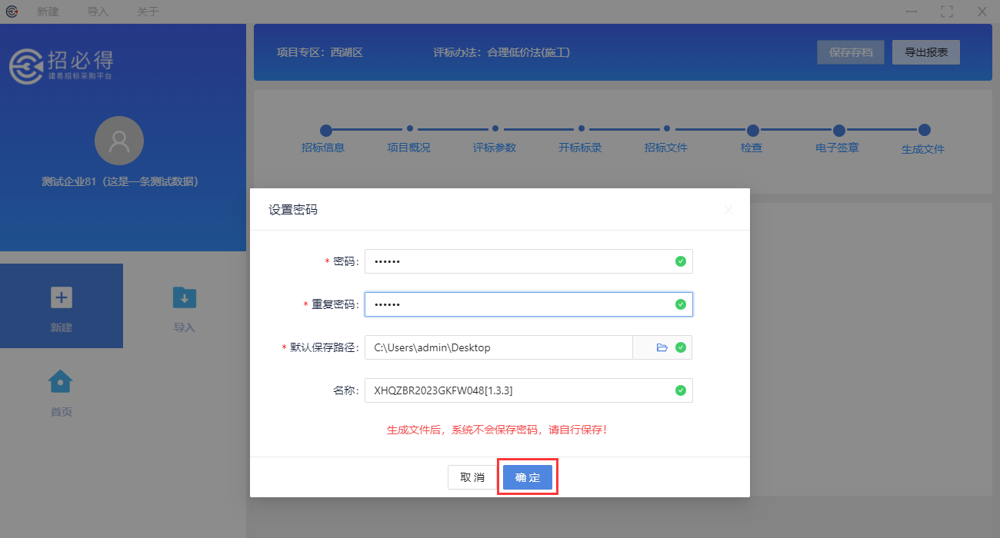 新建 导入 关于
招必得
建易招标采购平台
项目专区：西湖区 评标办法：合理低价法(施工) 保存存档 导出报表
测试企业81（这是一条测试数据）
招标信息 项目概况 评标参数 开标标录 招标文件 检查 电子签章 生成文件
设置密码
* 密码： ••••••
* 重复密码： ••••••
* 默认保存路径： C:\Users\admin\Desktop
名称： XHQZBR2023GKFW048[1.3.3]
生成文件后，系统不会保存密码，请自行保存！
取 消 确 定
新建 导入
首页